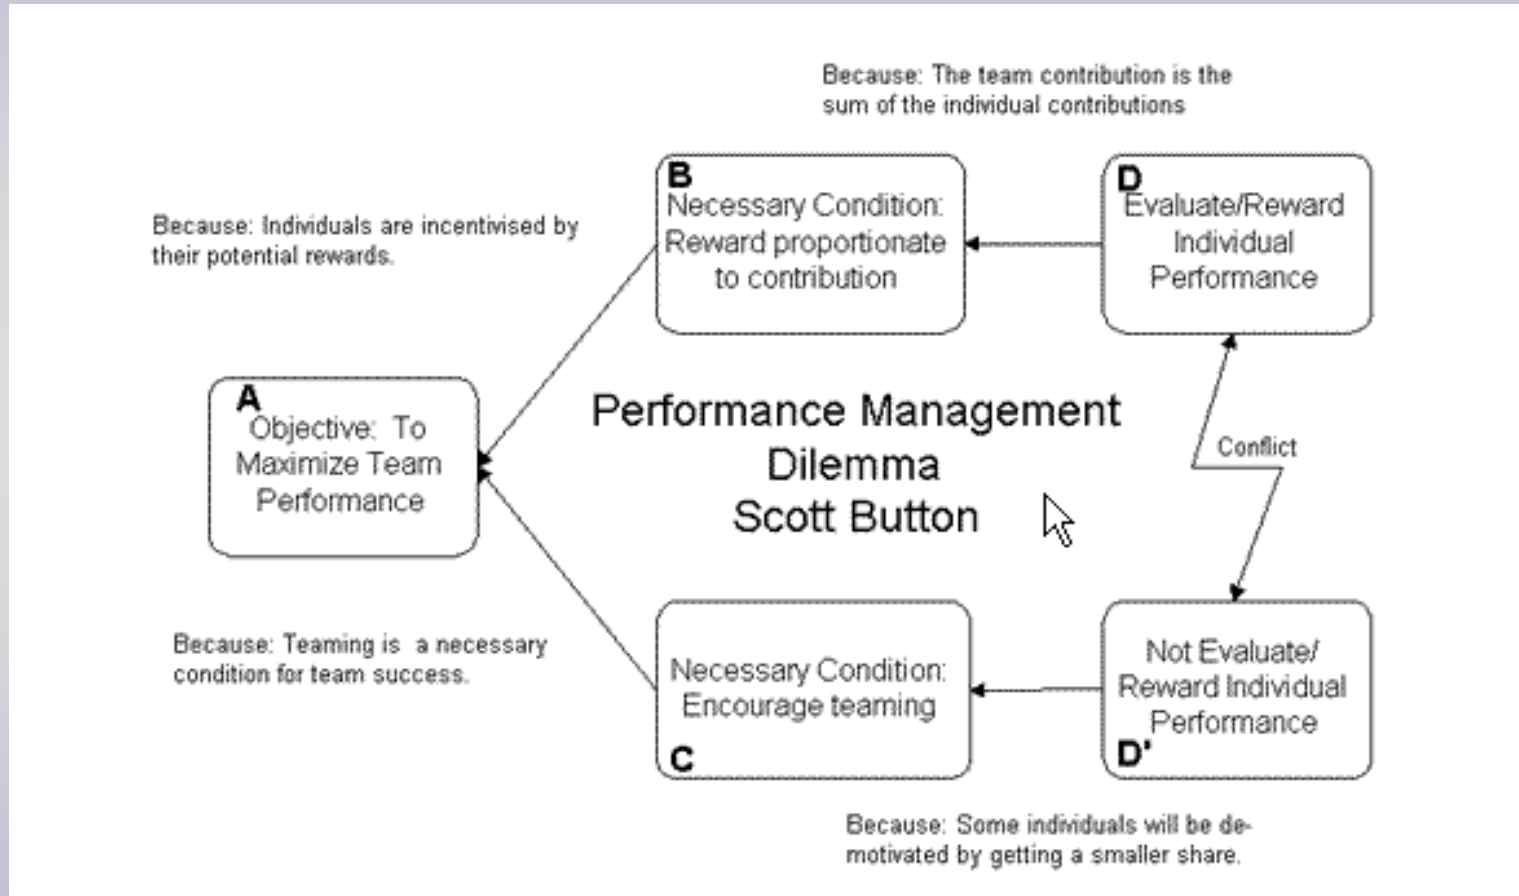 Because: The team contribution is the
sum of the individual contributions
B
Necessary Condition:
Reward proportionate
to contribution
D
Evaluate/Reward
Individual
Performance
Because: Individuals are incentivised by
their potential rewards.
A
Objective: To
Maximize Team
Performance
Performance Management
Dilemma
Scott Button
Conflict
Because: Teaming is a necessary
condition for team success.
Necessary Condition:
Encourage teaming
C
Not Evaluate/
Reward Individual
Performance
D'
Because: Some individuals will be de-
motivated by getting a smaller share.